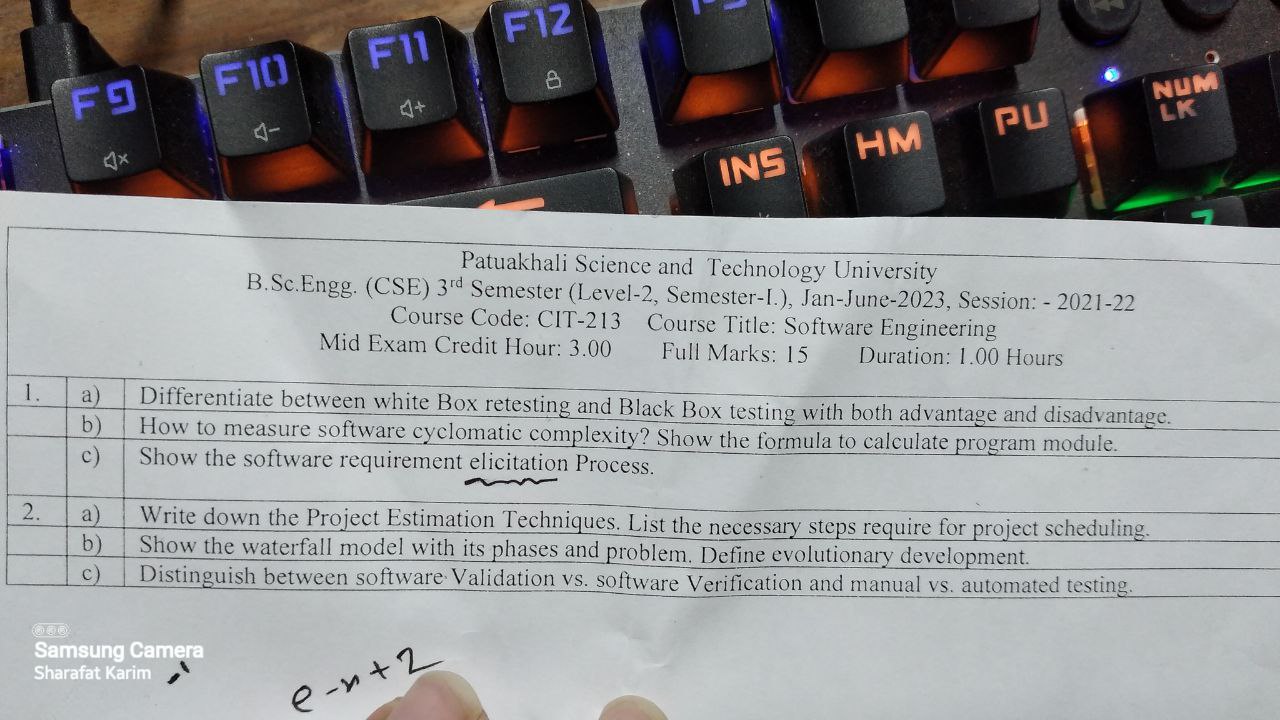 F9
F10
F11
F12
INS
HM
PU
NUM
LK
7
Patuakhali Science and Technology University
B.Sc.Engg. (CSE) 3rd Semester (Level-2, Semester-I.), Jan-June-2023, Session: - 2021-22
Course Code: CIT-213 Course Title: Software Engineering
Mid Exam Credit Hour: 3.00 Full Marks: 15 Duration: 1.00 Hours
1. a) Differentiate between white Box retesting and Black Box testing with both advantage and disadvantage.
b) How to measure software cyclomatic complexity? Show the formula to calculate program module.
c) Show the software requirement elicitation Process.
2. a) Write down the Project Estimation Techniques. List the necessary steps require for project scheduling.
b) Show the waterfall model with its phases and problem. Define evolutionary development.
c) Distinguish between software Validation vs. software Verification and manual vs. automated testing.
Samsung Camera
Sharafat Karim
e-n+2